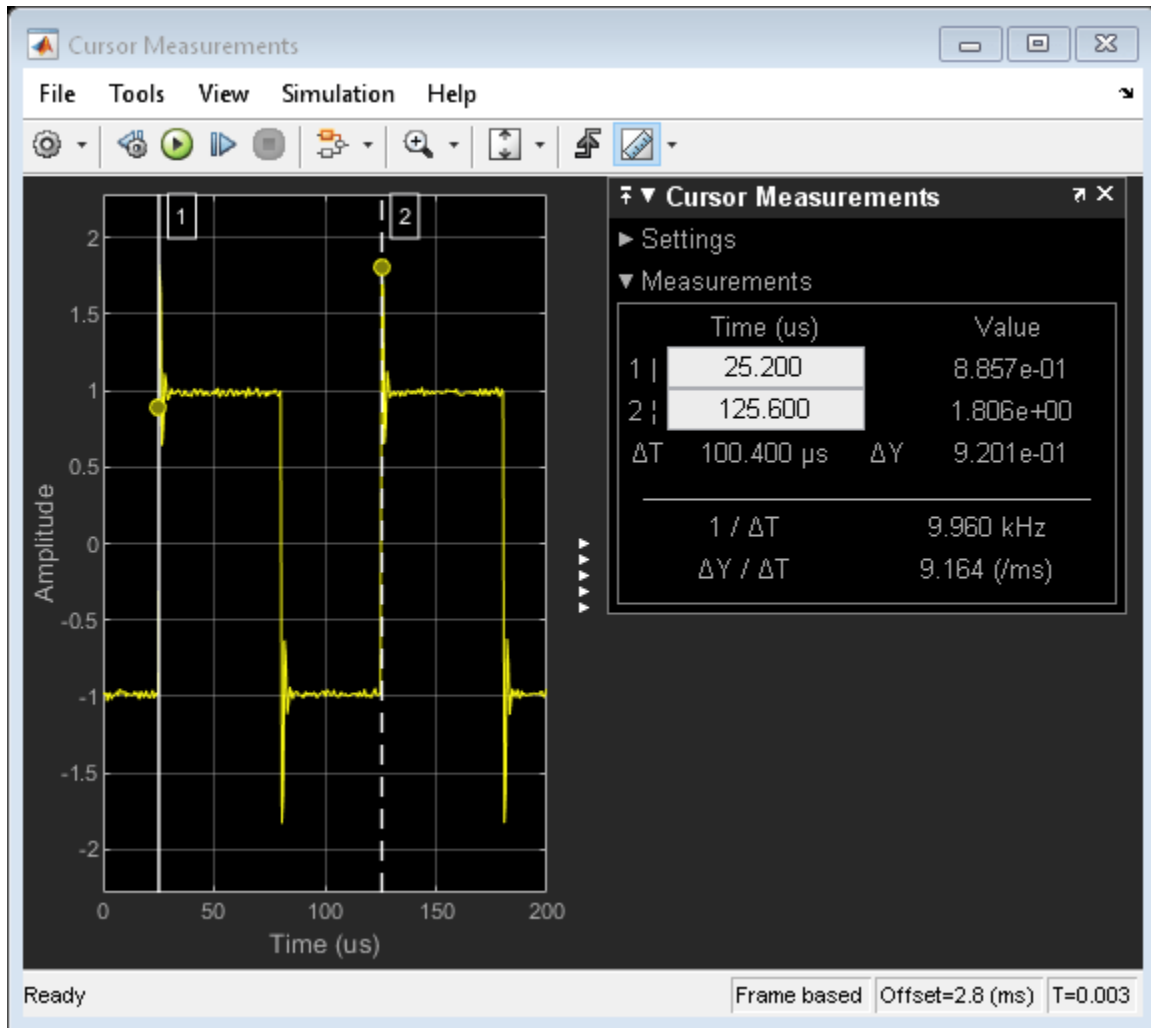 Cursor Measurements
File Tools View Simulation Help
1 2
2
1.5
1
0.5
0
-0.5
-1
-1.5
-2
Amplitude
0 50 100 150 200
Time (us)
Cursor Measurements
Settings
Measurements
Time (us) Value
1 | 25.200 8.857e-01
2 ¦ 125.600 1.806e+00
ΔT 100.400 µs ΔY 9.201e-01
1 / ΔT 9.960 kHz
ΔY / ΔT 9.164 (/ms)
Ready Frame based Offset=2.8 (ms) T=0.003